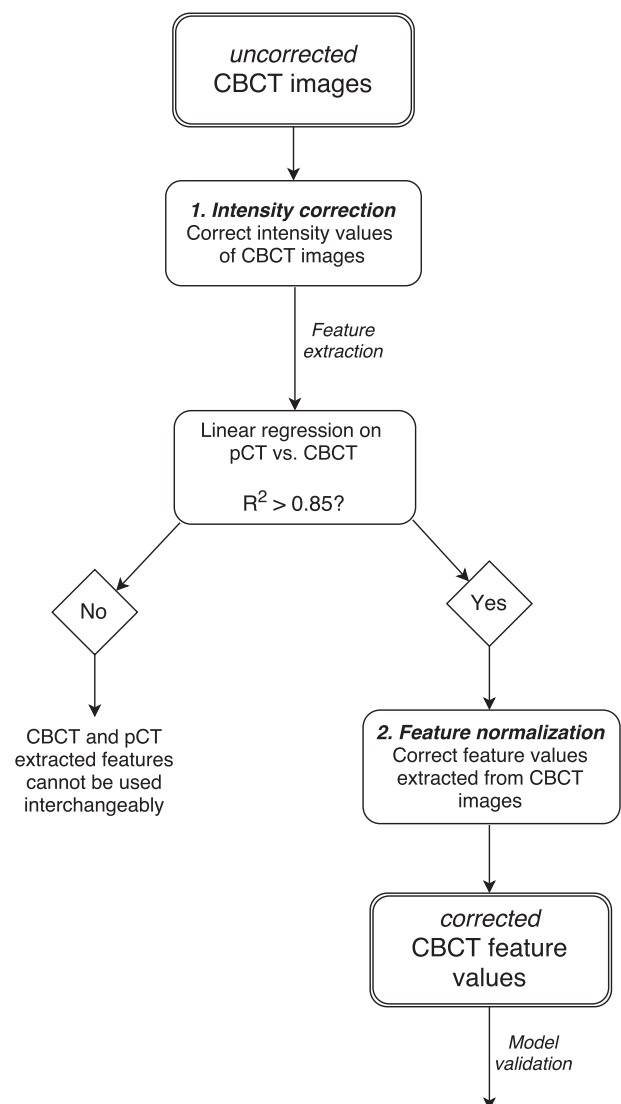 uncorrected
CBCT images
1. Intensity correction
Correct intensity values
of CBCT images
Feature
extraction
Linear regression on
pCT vs. CBCT
R² > 0.85?
No
Yes
CBCT and pCT
extracted features
cannot be used
interchangeably
2. Feature normalization
Correct feature values
extracted from CBCT
images
corrected
CBCT feature
values
Model
validation